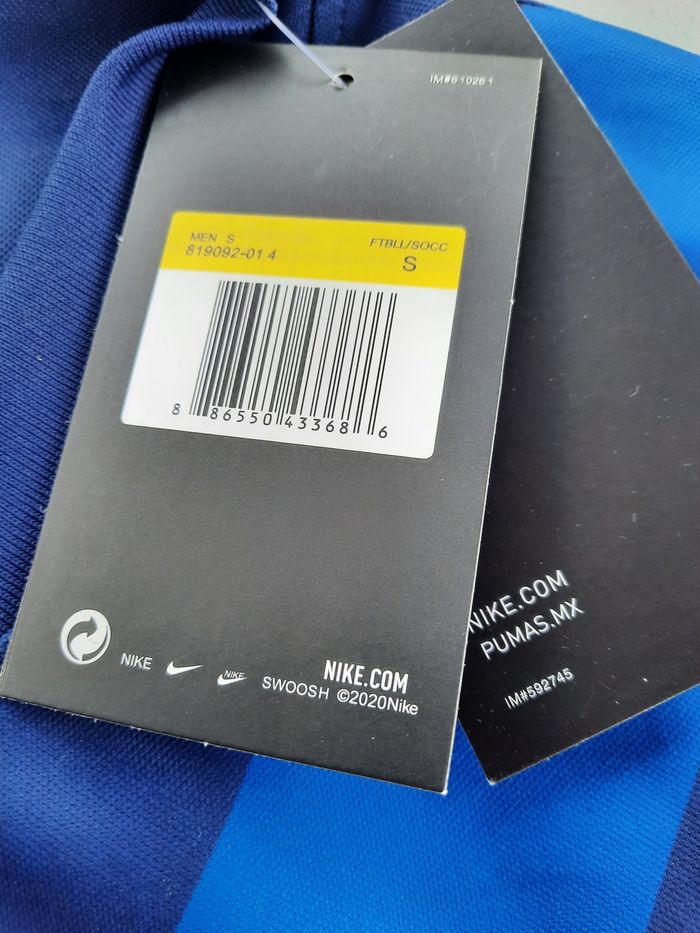 IM#610261
MEN S FTBLL/SOCC
819092-01 4 S
8 86550 43368 6
NIKE NIKE SWOOSH NIKE.COM
©2020Nike
NIKE.COM
PUMAS.MX
IM#592745